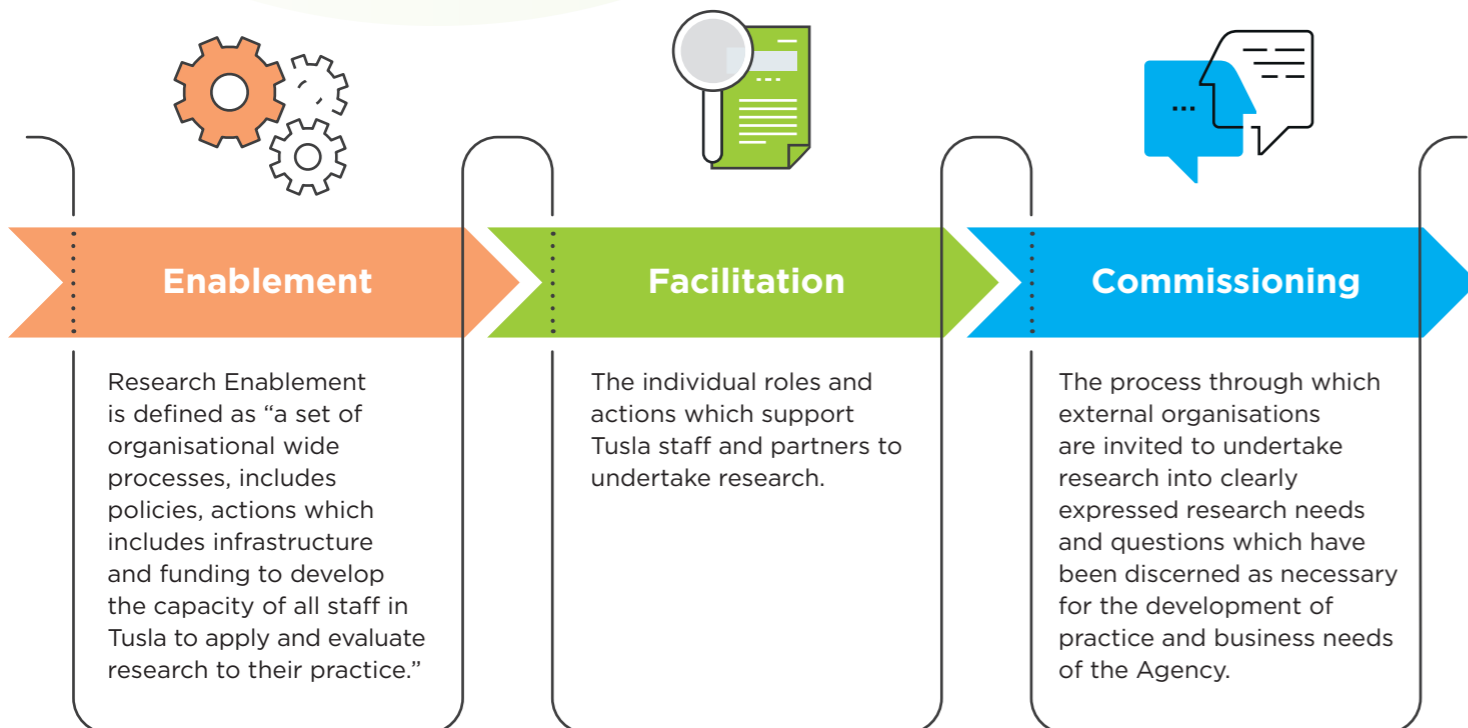 Enablement
Research Enablement
is defined as “a set of
organisational wide
processes, includes
policies, actions which
includes infrastructure
and funding to develop
the capacity of all staff in
Tusla to apply and evaluate
research to their practice.”
Facilitation
The individual roles and
actions which support
Tusla staff and partners to
undertake research.
Commissioning
The process through which
external organisations
are invited to undertake
research into clearly
expressed research needs
and questions which have
been discerned as necessary
for the development of
practice and business needs
of the Agency.